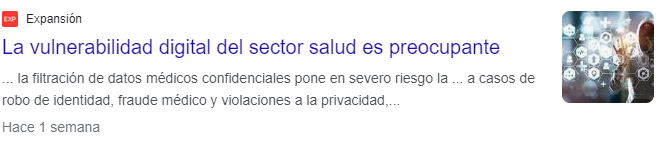 EXP Expansión
La vulnerabilidad digital del sector salud es preocupante
... la filtración de datos médicos confidenciales pone en severo riesgo la ... a casos de
robo de identidad, fraude médico y violaciones a la privacidad,...
Hace 1 semana